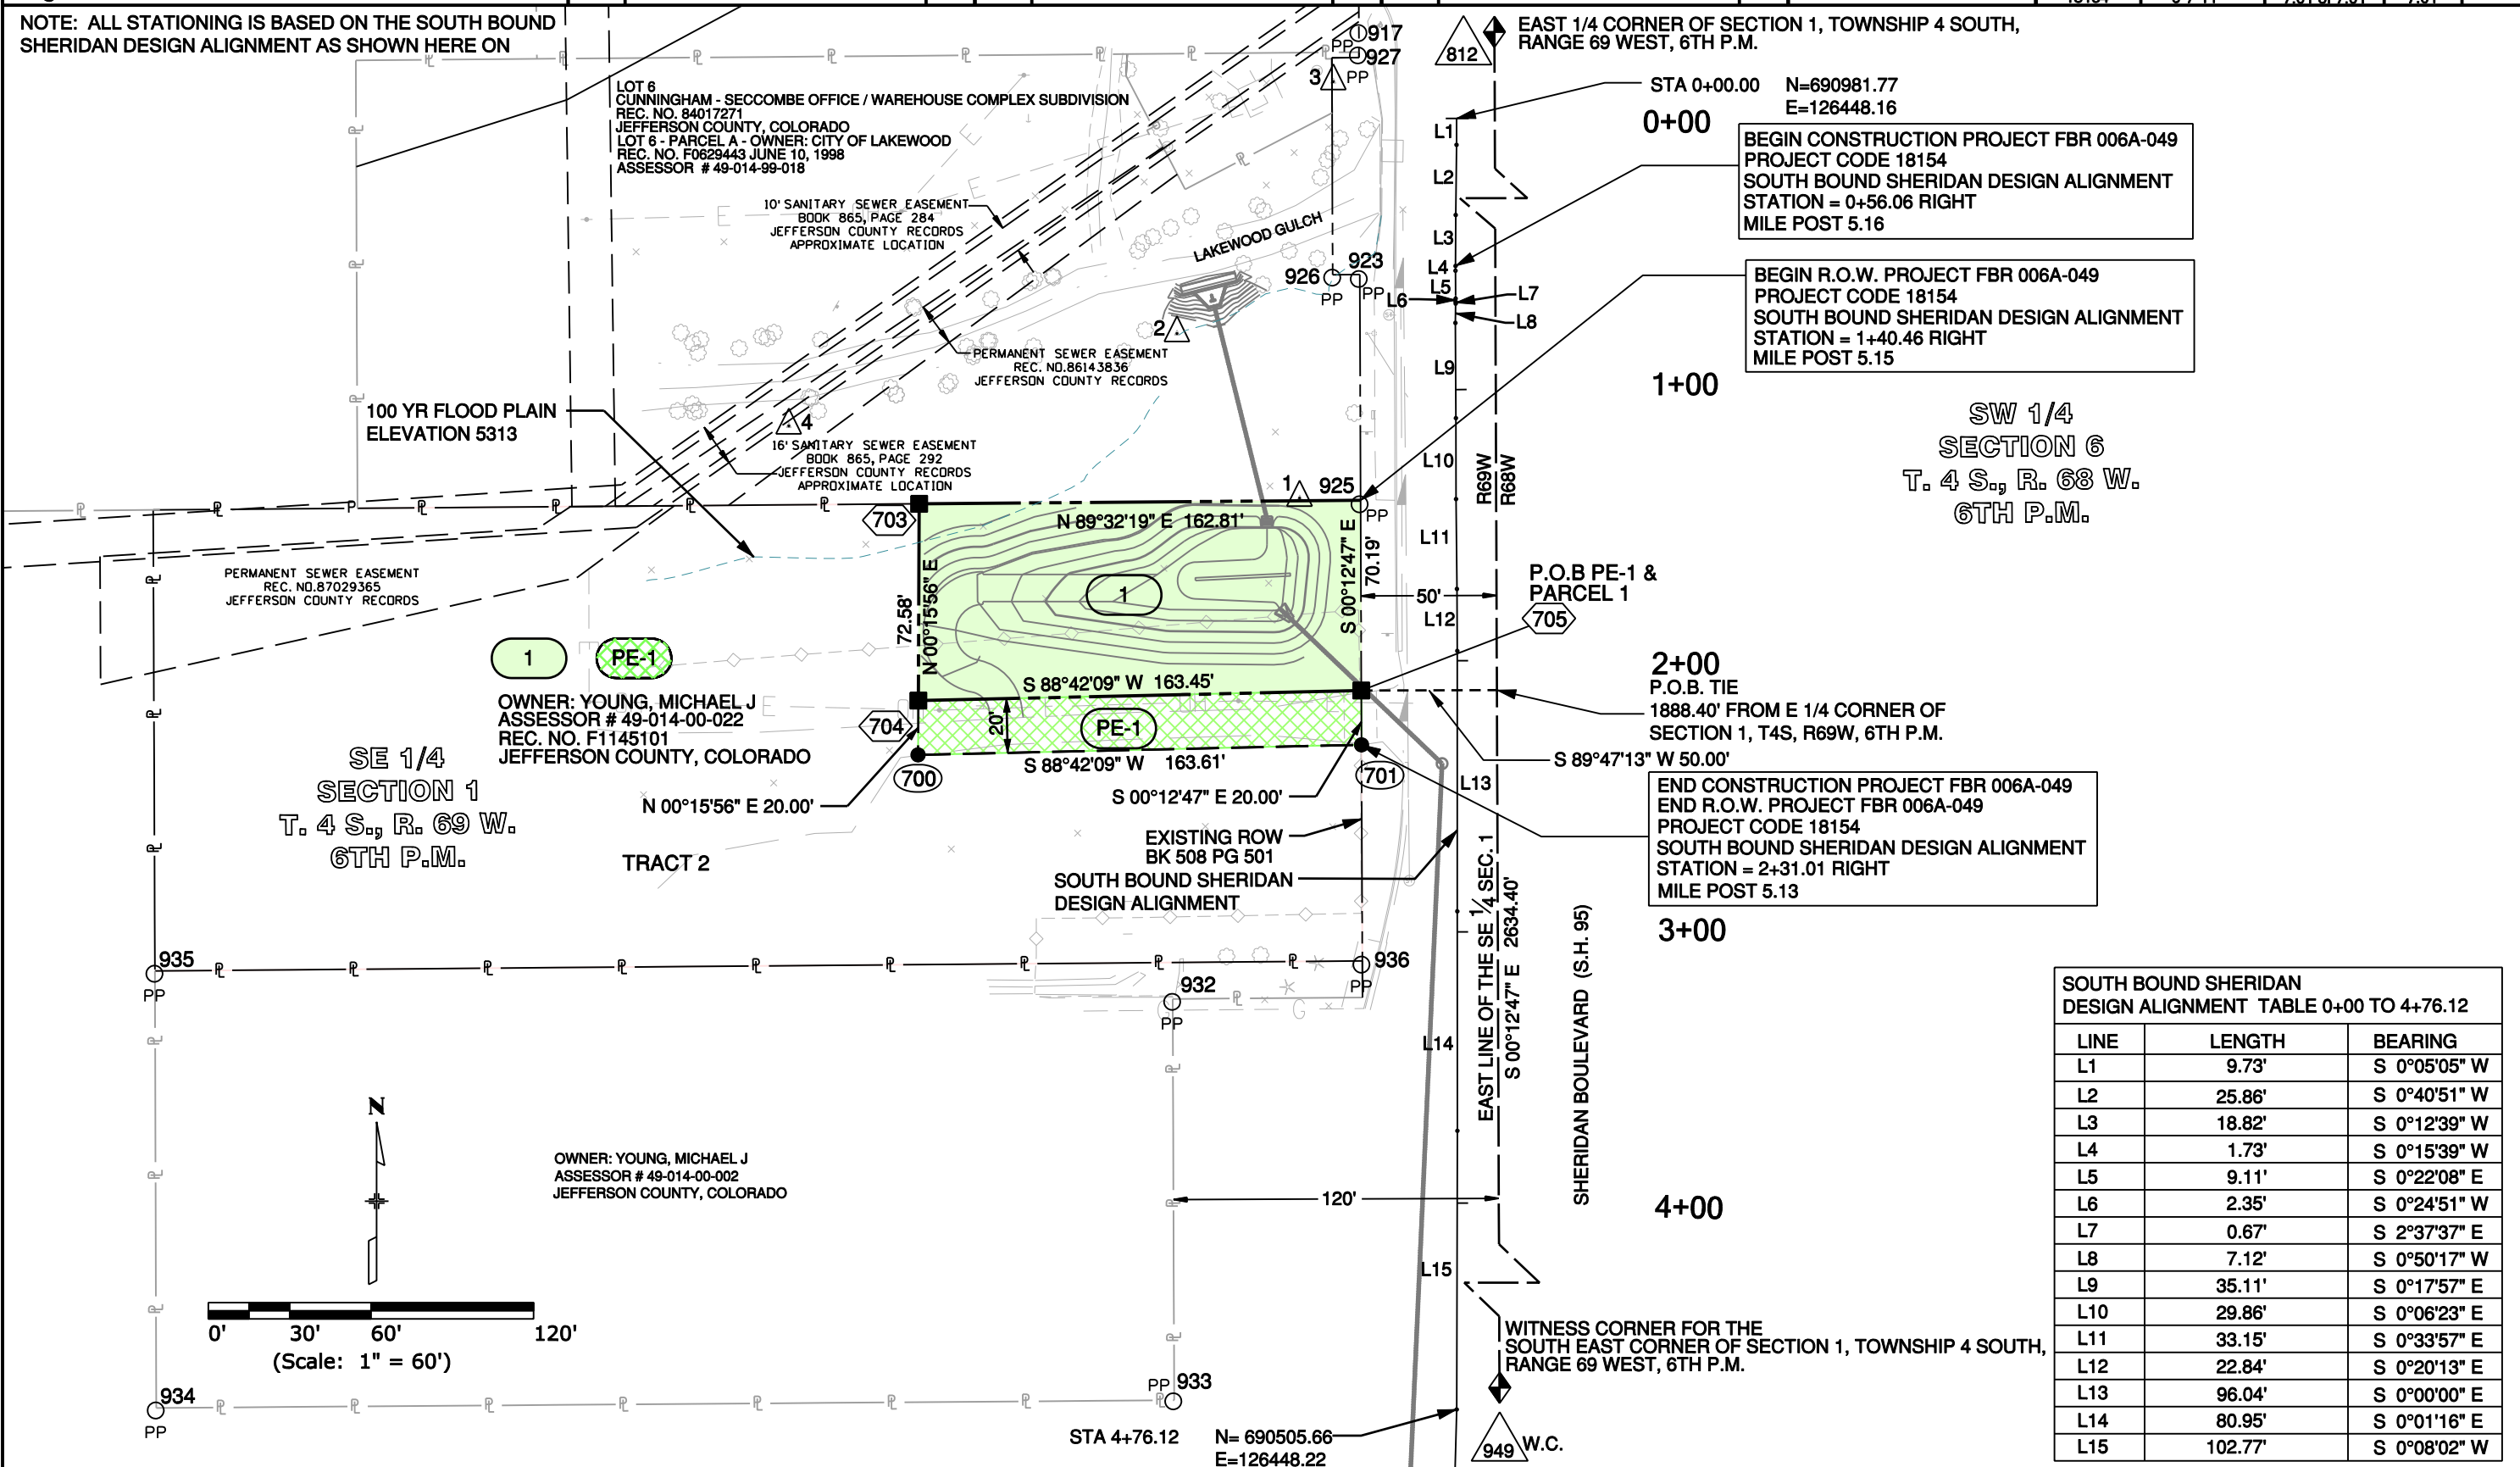 NOTE: ALL STATIONING IS BASED ON THE SOUTH BOUND
SHERIDAN DESIGN ALIGNMENT AS SHOWN HERE ON
LOT 6
CUNNINGHAM - SECCOMBE OFFICE / WAREHOUSE COMPLEX SUBDIVISION
REC. NO. 84017271
JEFFERSON COUNTY, COLORADO
LOT 6 - PARCEL A - OWNER: CITY OF LAKEWOOD
REC. NO. F0629443 JUNE 10, 1998
ASSESSOR # 49-014-99-018
10' SANITARY SEWER EASEMENT
BOOK 865, PAGE 284
JEFFERSON COUNTY RECORDS
APPROXIMATE LOCATION
LAKEWOOD GULCH
917
PP
927
3
PP
926
PP
923
PP
2
812
EAST 1/4 CORNER OF SECTION 1, TOWNSHIP 4 SOUTH,
RANGE 69 WEST, 6TH P.M.
STA 0+00.00 N=690981.77
E=126448.16
0+00
BEGIN CONSTRUCTION PROJECT FBR 006A-049
PROJECT CODE 18154
SOUTH BOUND SHERIDAN DESIGN ALIGNMENT
STATION = 0+56.06 RIGHT
MILE POST 5.16
BEGIN R.O.W. PROJECT FBR 006A-049
PROJECT CODE 18154
SOUTH BOUND SHERIDAN DESIGN ALIGNMENT
STATION = 1+40.46 RIGHT
MILE POST 5.15
L1
L2
L3
L4
L5
L6
L7
L8
L9
L10
L11
L12
L13
L14
L15
1+00
SW 1/4
SECTION 6
T. 4 S., R. 68 W.
6TH P.M.
R69W
R68W
PERMANENT SEWER EASEMENT
REC. NO.86143836
JEFFERSON COUNTY RECORDS
100 YR FLOOD PLAIN
ELEVATION 5313
4
16' SANITARY SEWER EASEMENT
BOOK 865, PAGE 292
JEFFERSON COUNTY RECORDS
APPROXIMATE LOCATION
1
925
PP
703
N 89°32'19" E 162.81'
S 00°12'47" E
70.19'
72.58'
N 00°15'56" E
1
S 88°42'09" W 163.45'
PERMANENT SEWER EASEMENT
REC. NO.87029365
JEFFERSON COUNTY RECORDS
50'
P.O.B PE-1 &
PARCEL 1
705
1
PE-1
OWNER: YOUNG, MICHAEL J
ASSESSOR # 49-014-00-022
REC. NO. F1145101
JEFFERSON COUNTY, COLORADO
704
20'
PE-1
S 88°42'09" W 163.61'
700
701
N 00°15'56" E 20.00'
S 00°12'47" E 20.00'
2+00
P.O.B. TIE
1888.40' FROM E 1/4 CORNER OF
SECTION 1, T4S, R69W, 6TH P.M.
S 89°47'13" W 50.00'
END CONSTRUCTION PROJECT FBR 006A-049
END R.O.W. PROJECT FBR 006A-049
PROJECT CODE 18154
SOUTH BOUND SHERIDAN DESIGN ALIGNMENT
STATION = 2+31.01 RIGHT
MILE POST 5.13
SE 1/4
SECTION 1
T. 4 S., R. 69 W.
6TH P.M.
TRACT 2
EXISTING ROW
BK 508 PG 501
SOUTH BOUND SHERIDAN
DESIGN ALIGNMENT
3+00
EAST LINE OF THE SE 1/4 SEC. 1
S 00°12'47" E 2634.40'
SHERIDAN BOULEVARD (S.H. 95)
935
PP
936
PP
932
PP
N
OWNER: YOUNG, MICHAEL J
ASSESSOR # 49-014-00-002
JEFFERSON COUNTY, COLORADO
120'
4+00
0' 30' 60' 120'
(Scale: 1" = 60')
934
PP
PP 933
WITNESS CORNER FOR THE
SOUTH EAST CORNER OF SECTION 1, TOWNSHIP 4 SOUTH,
RANGE 69 WEST, 6TH P.M.
STA 4+76.12 N= 690505.66
E=126448.22
949 W.C.
SOUTH BOUND SHERIDAN
DESIGN ALIGNMENT TABLE 0+00 TO 4+76.12
LINE LENGTH BEARING
L1 9.73' S 0°05'05" W
L2 25.86' S 0°40'51" W
L3 18.82' S 0°12'39" W
L4 1.73' S 0°15'39" W
L5 9.11' S 0°22'08" E
L6 2.35' S 0°24'51" W
L7 0.67' S 2°37'37" E
L8 7.12' S 0°50'17" W
L9 35.11' S 0°17'57" E
L10 29.86' S 0°06'23" E
L11 33.15' S 0°33'57" E
L12 22.84' S 0°20'13" E
L13 96.04' S 0°00'00" E
L14 80.95' S 0°01'16" E
L15 102.77' S 0°08'02" W